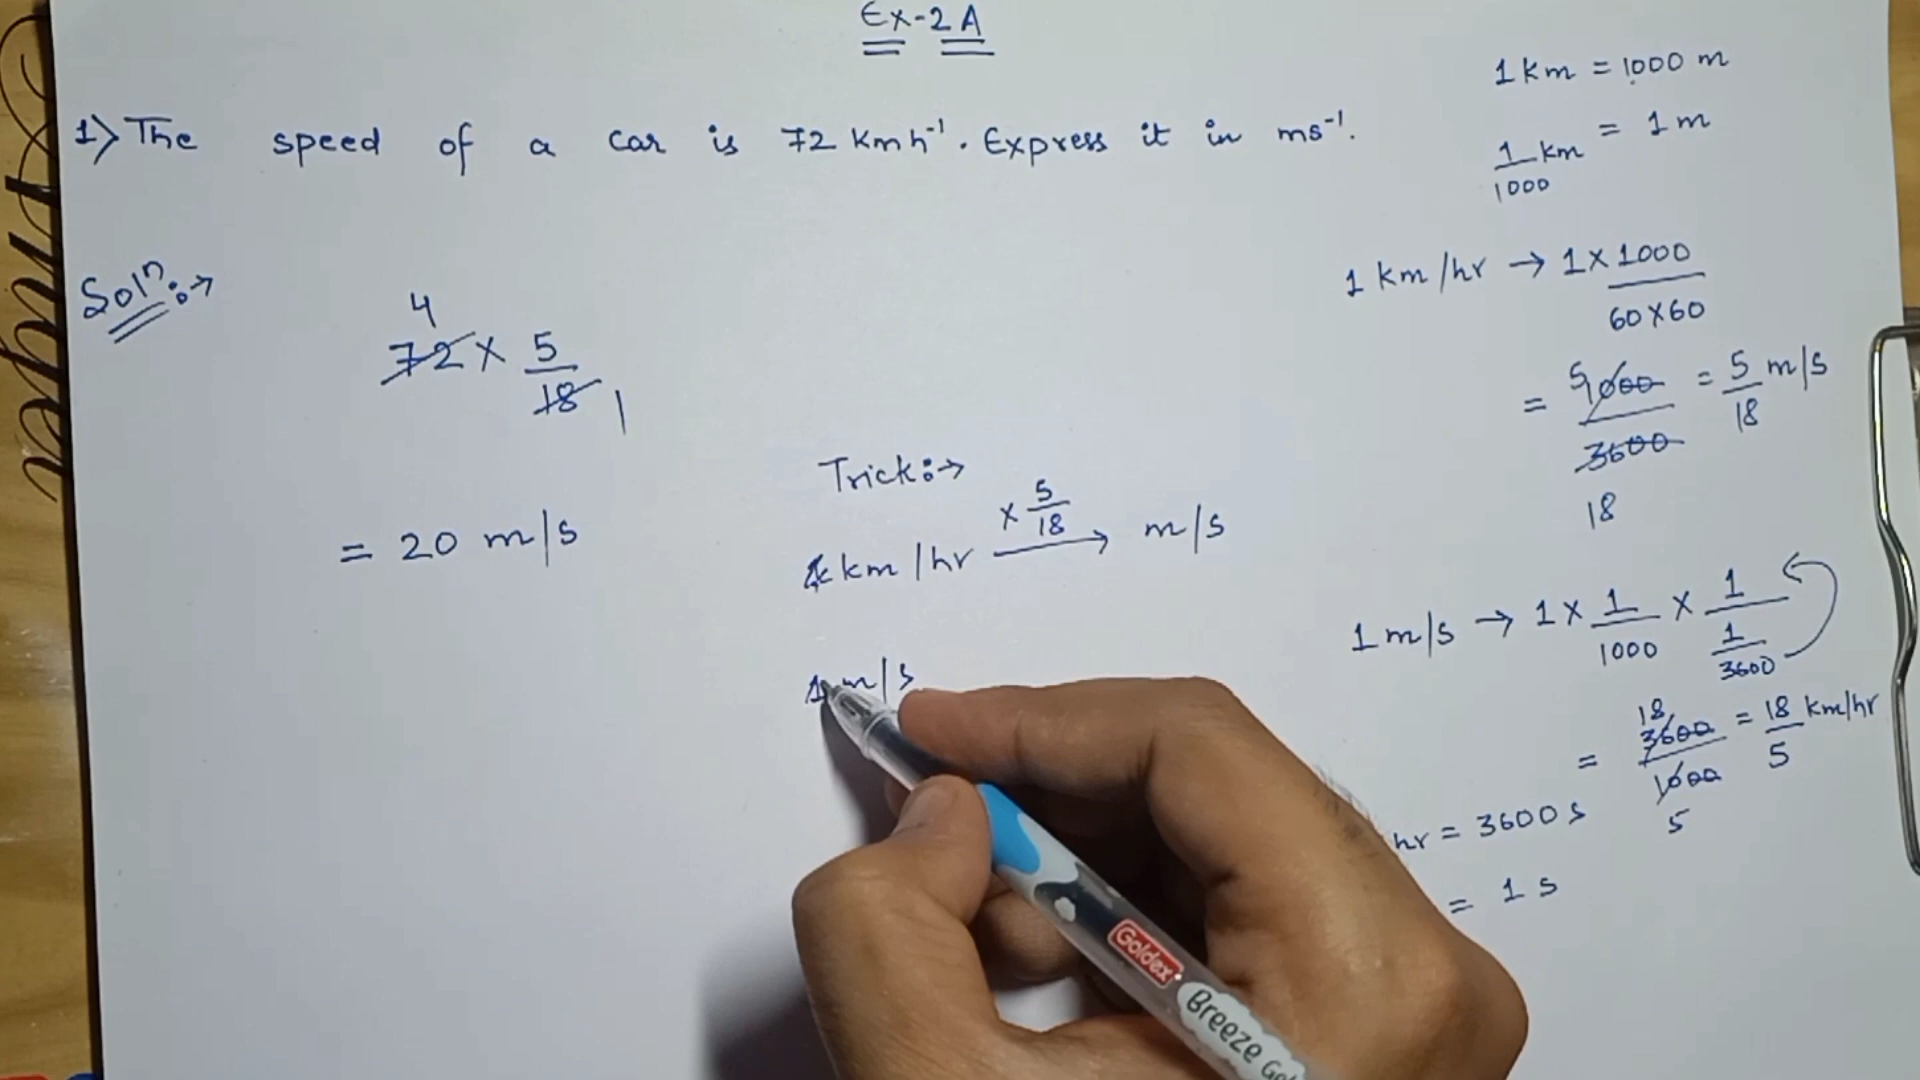 Ex-2A
1) The speed of a car is 72 kmh⁻¹. Express it in ms⁻¹.
Solⁿ:→
4
72 × 5/18 1
= 20 m/s
Trick:→
km/hr × 5/18 → m/s
1 m/s
1 km = 1000 m
1/1000 km = 1 m
1 km/hr → 1 × 1000/60×60
= 5 1000/3600 18 = 5/18 m/s
1 m/s → 1 × 1/1000 × 1/1/3600
= 18 3600/1000 5 = 18/5 km/hr
hr = 3600 s
= 1 s
Goldex
Breeze